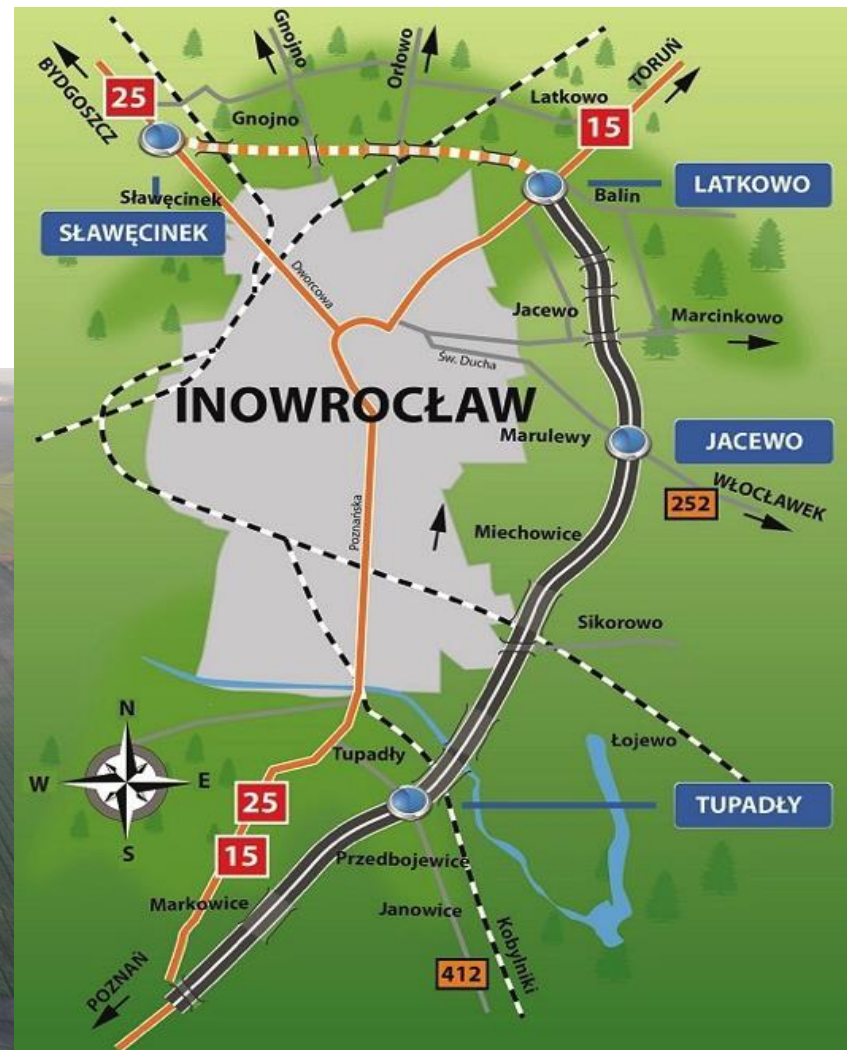 Gnojno
Orłowo
BYDGOSZCZ
25
TORUŃ
Latkowo
15
Gnojno
Sławęcinek
SŁAWĘCINEK
Balin
LATKOWO
Dworcowa
Jacewo
Marcinkowo
Św. Ducha
INOWROCŁAW
Marulewy
JACEWO
WŁOCŁAWEK
252
Poznańska
Miechowice
Sikorowo
N
W
E
S
Łojewo
Tupadły
25
TUPADŁY
15
Przedbojewice
Markowice
Janowice
Kobylniki
412
POZNAŃ